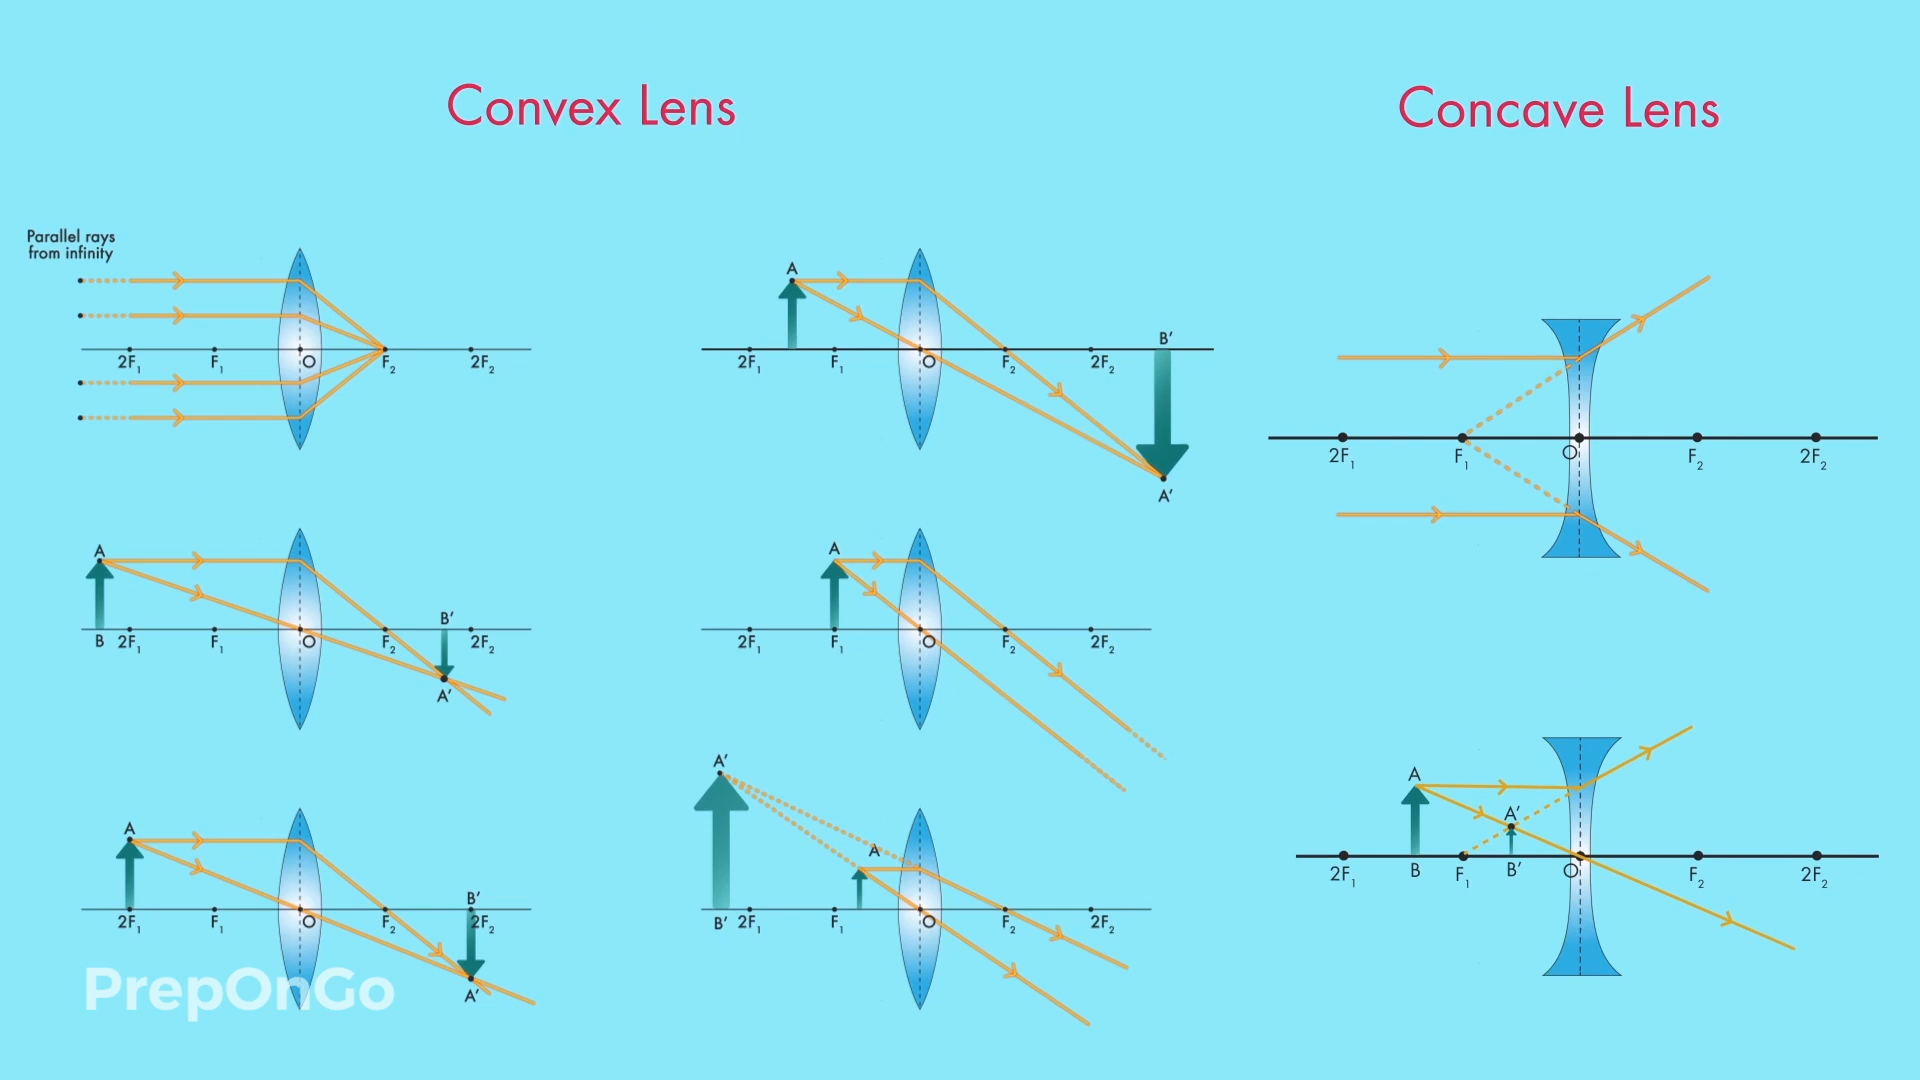 Convex Lens
Concave Lens
Parallel rays
from infinity
2F₁ F₁ O F₂ 2F₂
A
B′
2F₁ F₁ O F₂ 2F₂
A′
2F₁ F₁ O F₂ 2F₂
A
B′
B 2F₁ F₁ O F₂ 2F₂
A′
A
2F₁ F₁ O F₂ 2F₂
A
B′
2F₁ F₁ O F₂ 2F₂
A′
A′
A
B′ 2F₁ F₁ O F₂ 2F₂
A
A′
2F₁ B F₁ B′ O F₂ 2F₂
PrepOnGo